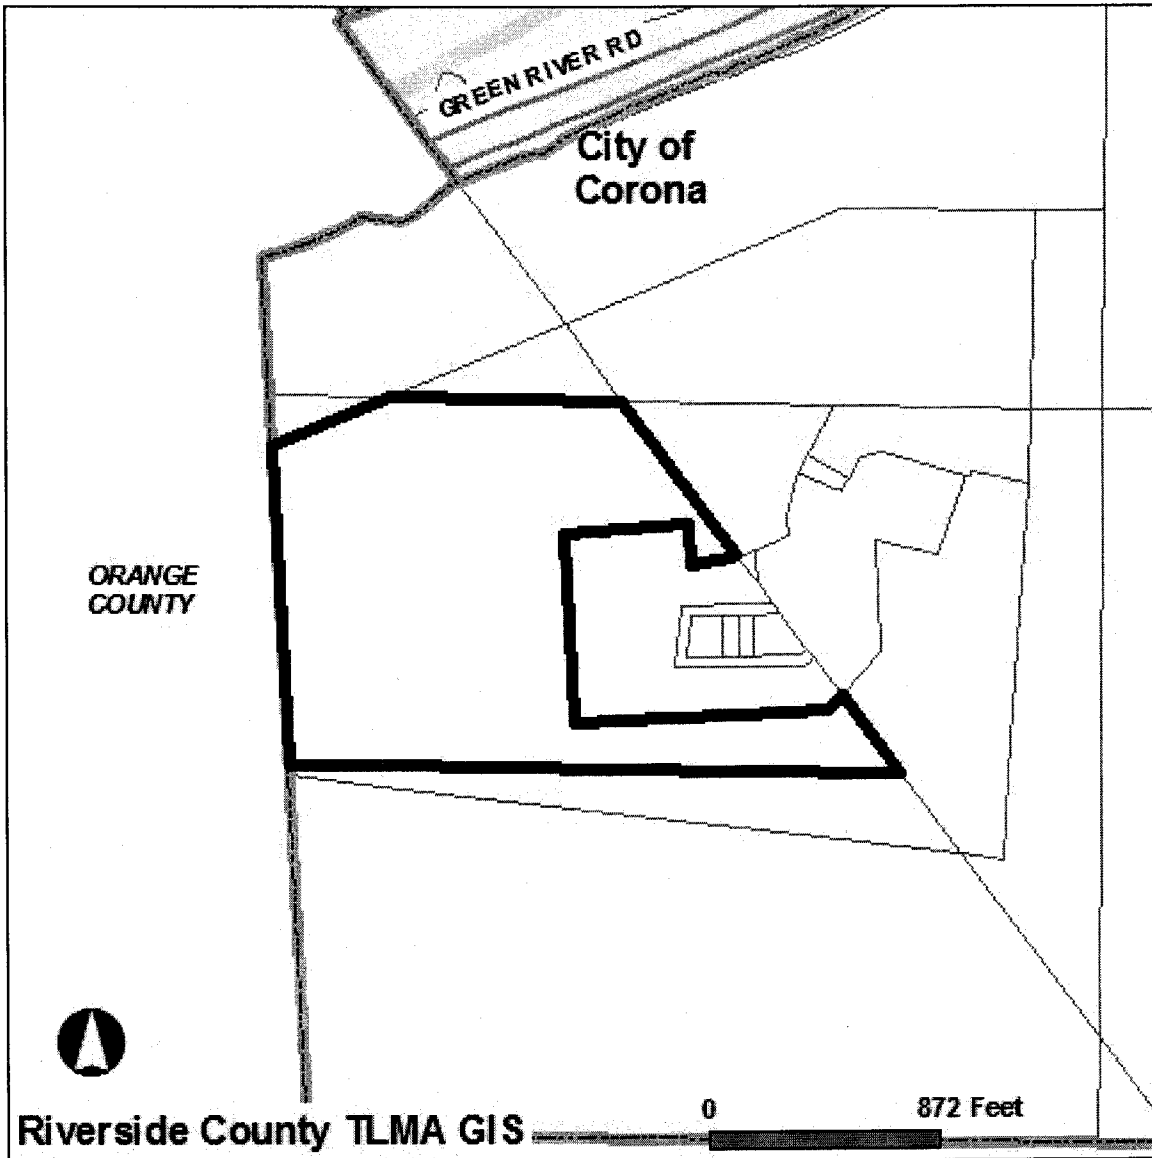 GREEN RIVER RD
City of
Corona
ORANGE
COUNTY
0 872 Feet
Riverside County TLMA GIS